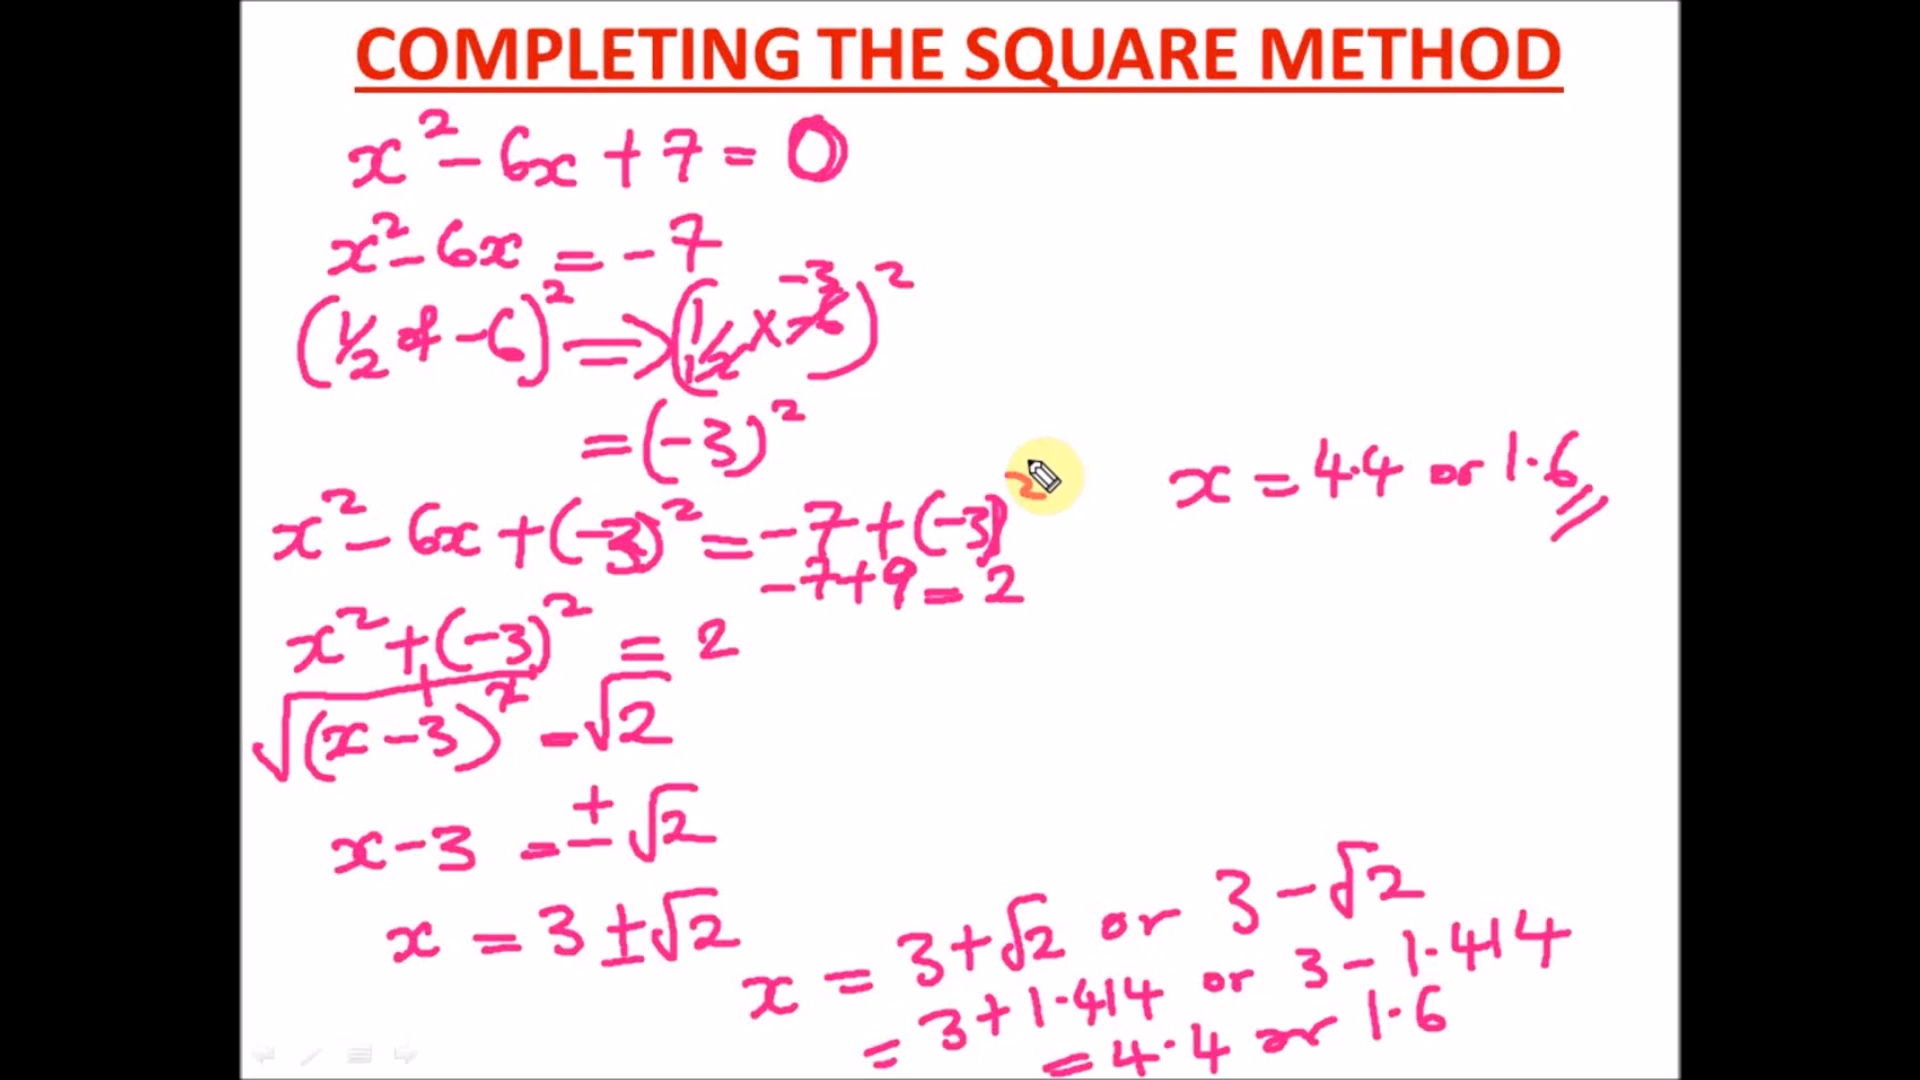 COMPLETING THE SQUARE METHOD
x² - 6x + 7 = 0
x² - 6x = - 7
(1/2 of - 6)² ⇒ (1/2 × -6)² -3 1
= (-3)²
x² - 6x + (-3)² = -7 + (-3)²
-7+9 = 2
x² + (-3)² = 2
√(x - 3)² = √2
x - 3 = ± √2
x = 3 ± √2
x = 3 + √2 or 3 - √2
= 3 + 1.414 or 3 - 1.414
= 4.4 or 1.6
x = 4.4 or 1.6